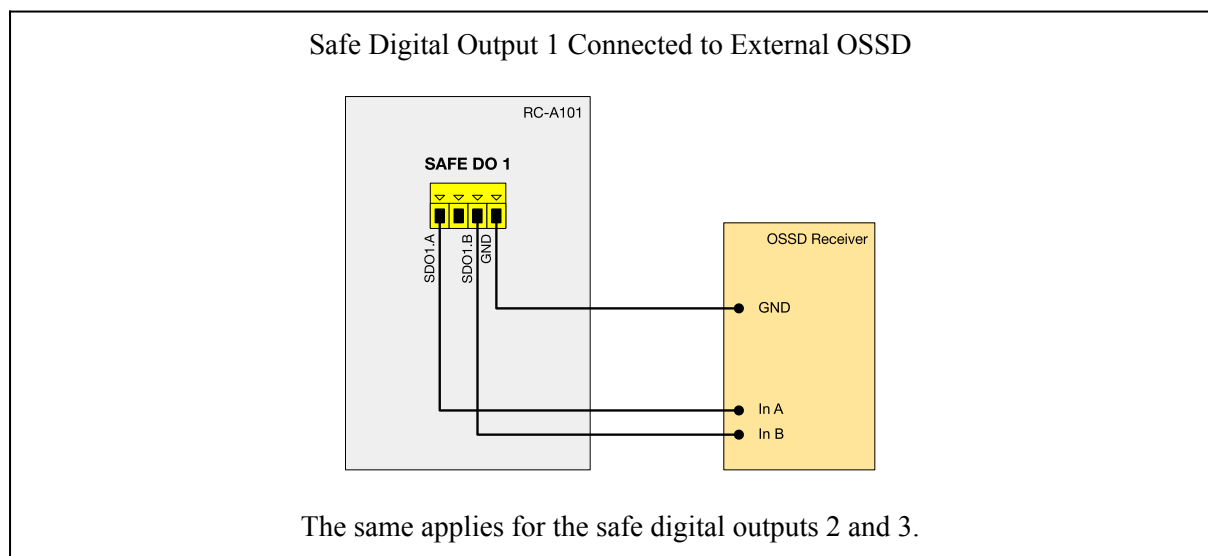 Safe Digital Output 1 Connected to External OSSD
RC-A101
SAFE DO 1
SDO1.A
SDO1.B
GND
OSSD Receiver
GND
In A
In B
The same applies for the safe digital outputs 2 and 3.